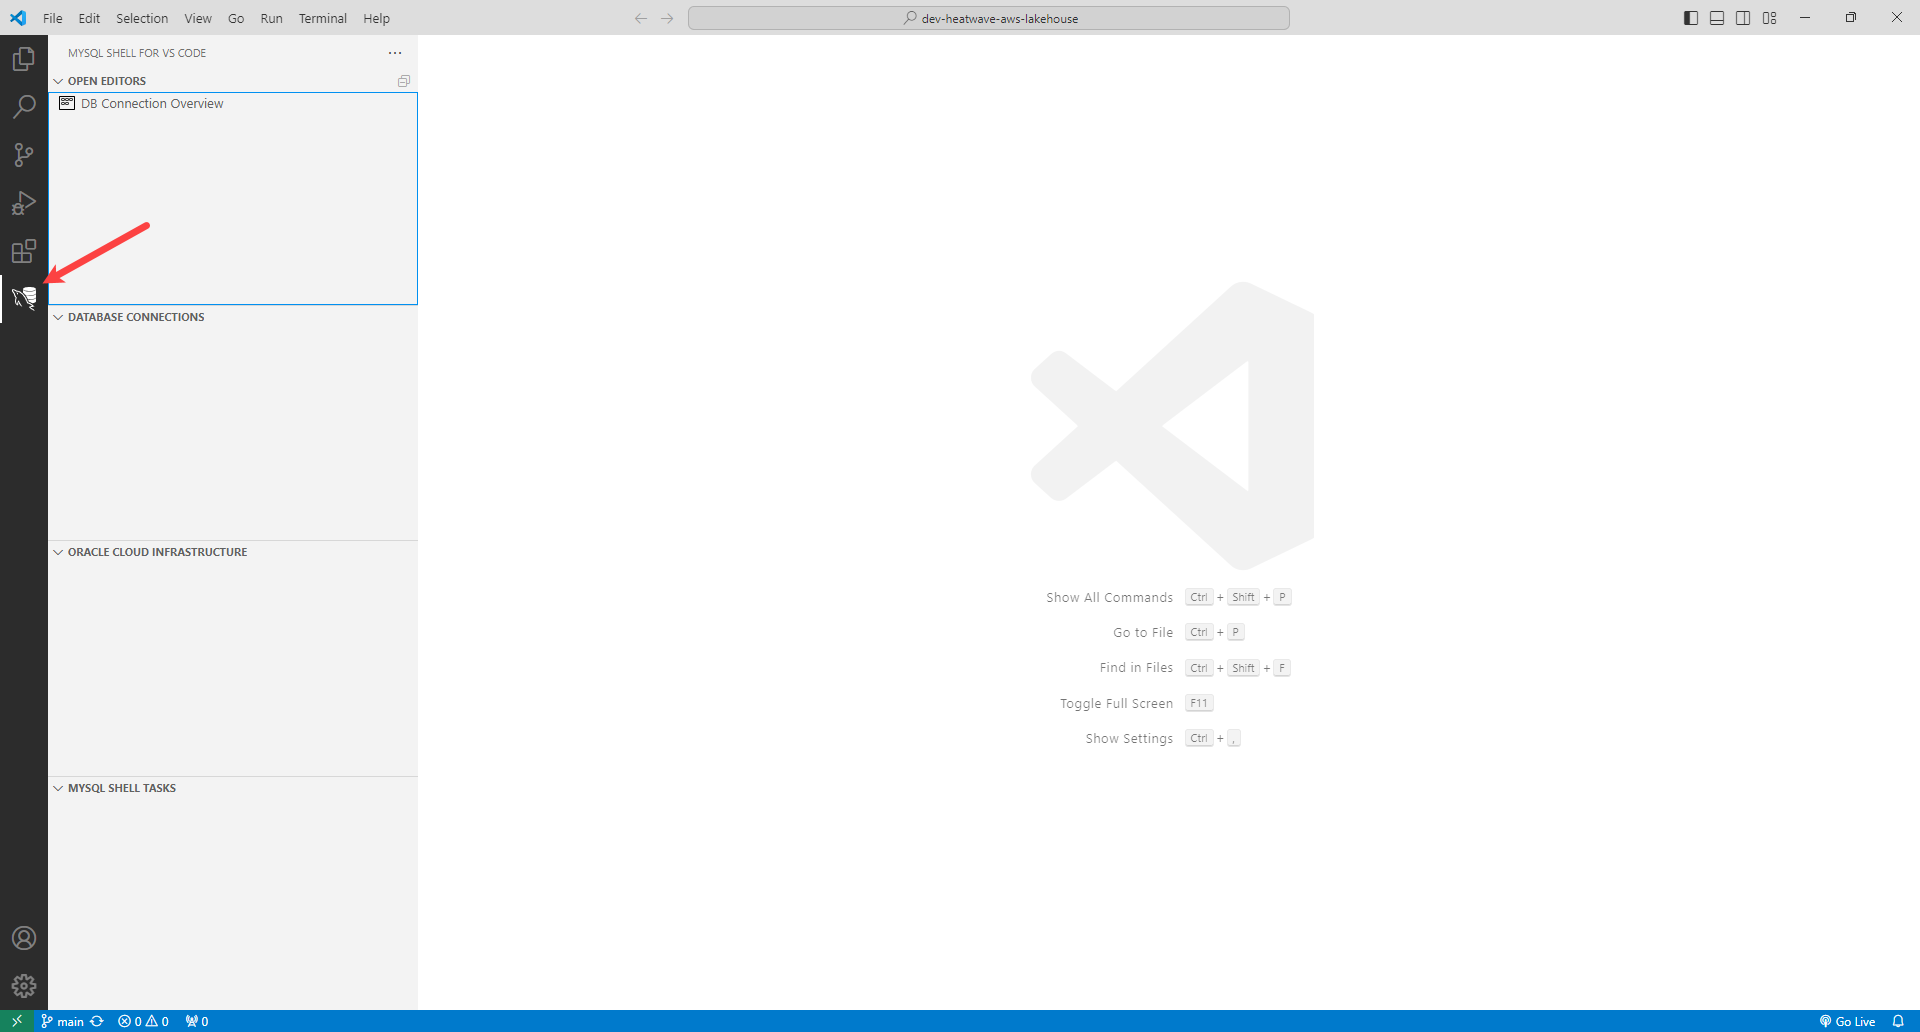 File Edit Selection View Go Run Terminal Help
dev-heatwave-aws-lakehouse
MYSQL SHELL FOR VS CODE
OPEN EDITORS
DB Connection Overview
DATABASE CONNECTIONS
ORACLE CLOUD INFRASTRUCTURE
MYSQL SHELL TASKS
Show All Commands Ctrl + Shift + P
Go to File Ctrl + P
Find in Files Ctrl + Shift + F
Toggle Full Screen F11
Show Settings Ctrl + ,
main 0 0 0 Go Live